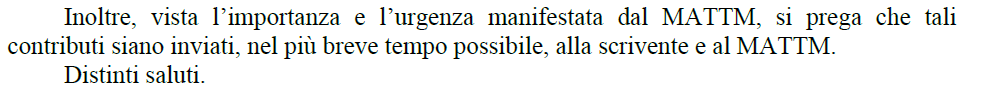 Inoltre, vista l’importanza e l’urgenza manifestata dal MATTM, si prega che tali
contributi siano inviati, nel più breve tempo possibile, alla scrivente e al MATTM.
Distinti saluti.